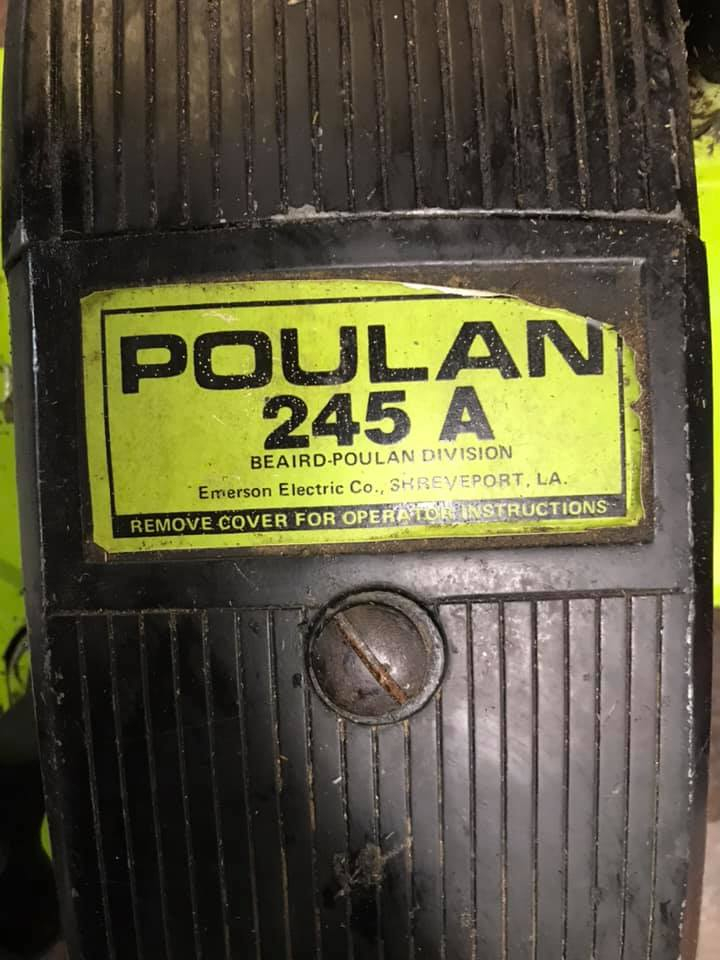 POULAN
245 A
BEAIRD-POULAN DIVISION
Emerson Electric Co., SHREVEPORT, LA.
REMOVE COVER FOR OPERATOR INSTRUCTIONS